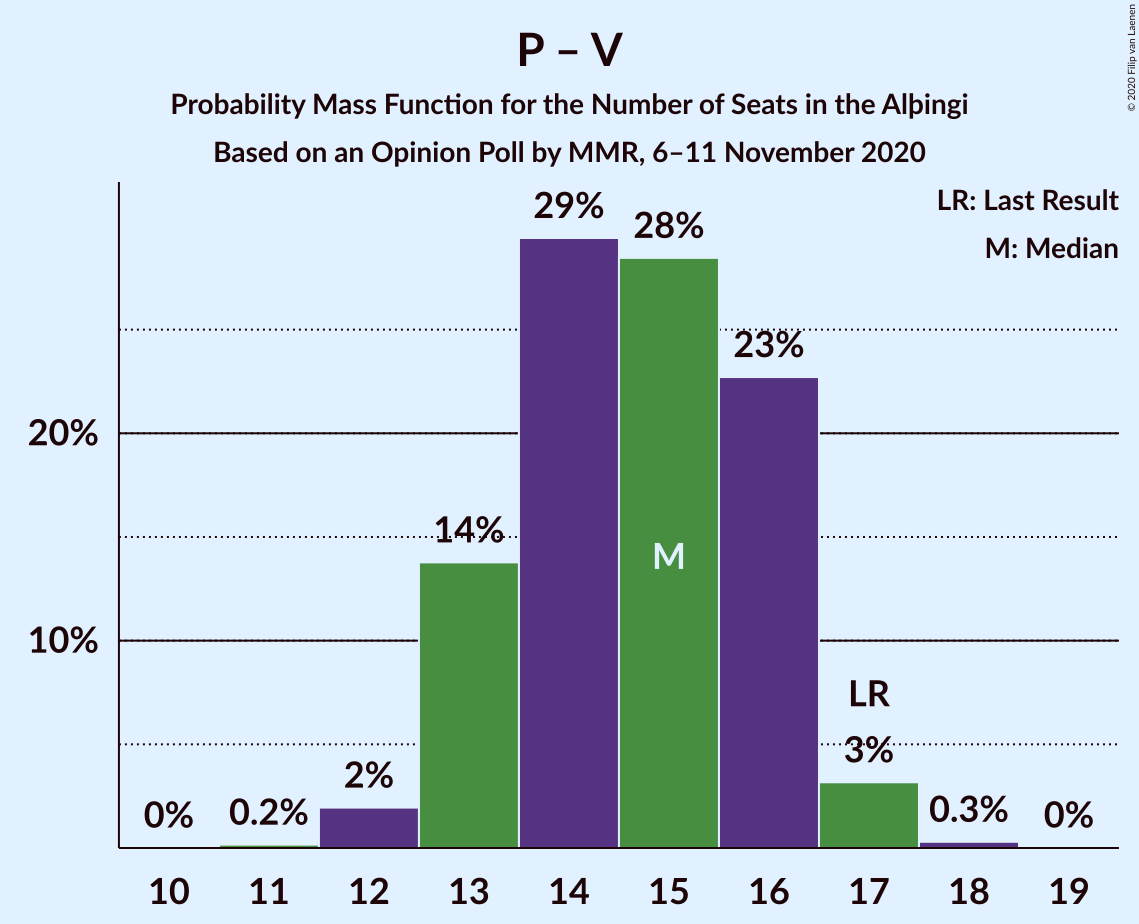 P – V
Probability Mass Function for the Number of Seats in the Alþingi
Based on an Opinion Poll by MMR, 6–11 November 2020
© 2020 Filip van Laenen
LR: Last Result
M: Median
29%
28%
23%
20%
14%
M
10%
LR
3%
2%
0%
0.2%
0.3%
0%
10 11 12 13 14 15 16 17 18 19